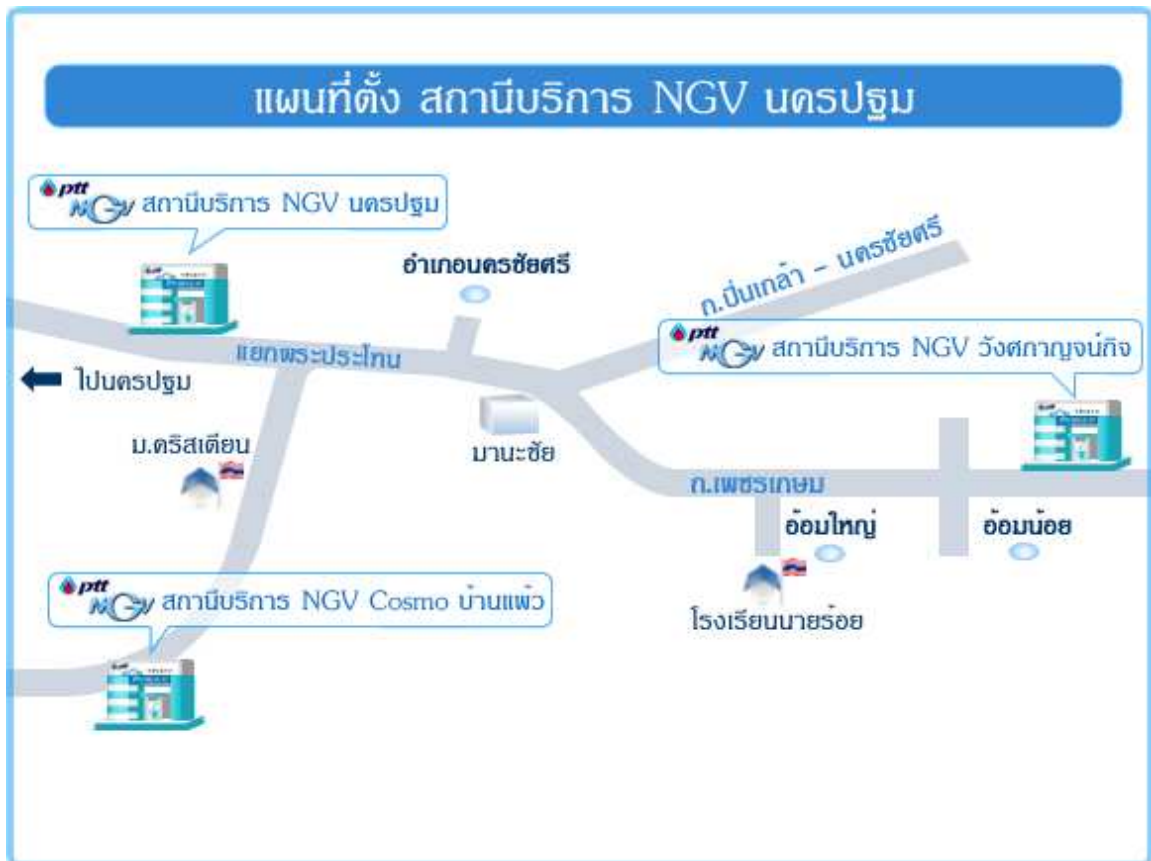 แผนที่ตั้ง สถานีบริการ NGV นครปฐม
ptt
NGV สถานีบริการ NGV นครปฐม
อำเภอนครชัยศรี
ถ.ปิ่นเกล้า - นครชัยศรี
ptt
NGV สถานีบริการ NGV วังศกาญจน์กิจ
แยกพระประโทน
ไปนครปฐม
ม.คริสเตียน
มานะชัย
ถ.เพชรเกษม
อ้อมใหญ่
อ้อมน้อย
ptt
NGV สถานีบริการ NGV Cosmo บ้านแพ้ว
โรงเรียนนายร้อย